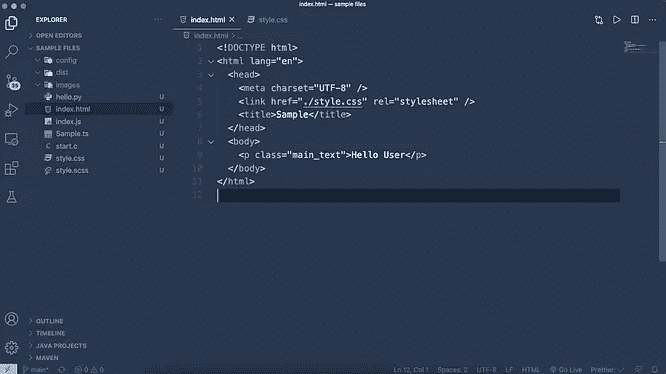 index.html — sample files
EXPLORER
OPEN EDITORS
SAMPLE FILES
config
dist
images
hello.py U
index.html U
index.js U
Sample.ts U
start.c U
style.css U
style.scss U
OUTLINE
TIMELINE
JAVA PROJECTS
MAVEN
index.html × style.css
index.html > ...
1 <!DOCTYPE html>
2 <html lang="en">
3 <head>
4 <meta charset="UTF-8" />
5 <link href="./style.css" rel="stylesheet" />
6 <title>Sample</title>
7 </head>
8 <body>
9 <p class="main_text">Hello User</p>
10 </body>
11 </html>
12
main* 0 0 Ln 12, Col 1 Spaces: 2 UTF-8 LF HTML Go Live Prettier: ✓